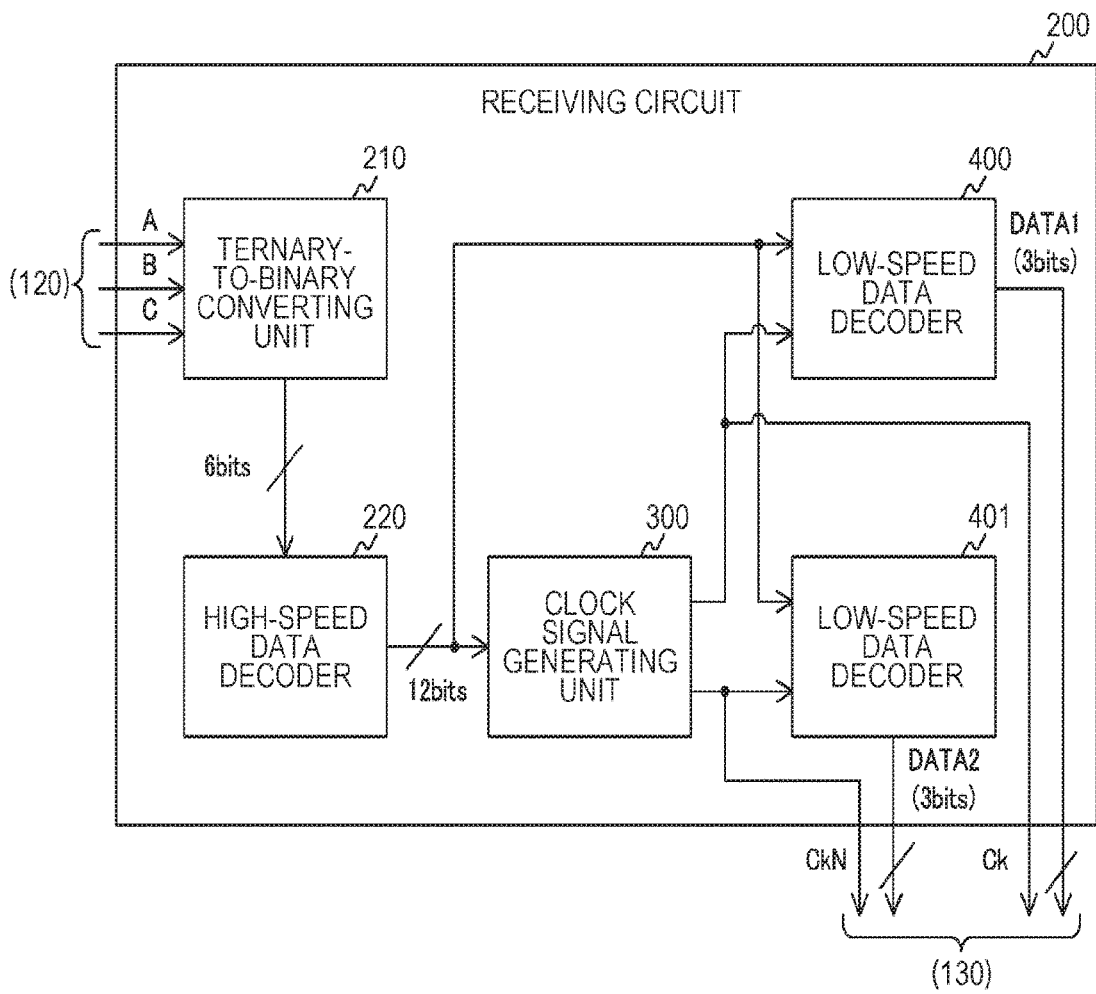 200
RECEIVING CIRCUIT
210
TERNARY-
TO-BINARY
CONVERTING
UNIT
A
B
C
(120)
400
LOW-SPEED
DATA
DECODER
DATA1
(3bits)
6bits
220
HIGH-SPEED
DATA
DECODER
12bits
300
CLOCK
SIGNAL
GENERATING
UNIT
401
LOW-SPEED
DATA
DECODER
DATA2
(3bits)
CkN
Ck
(130)